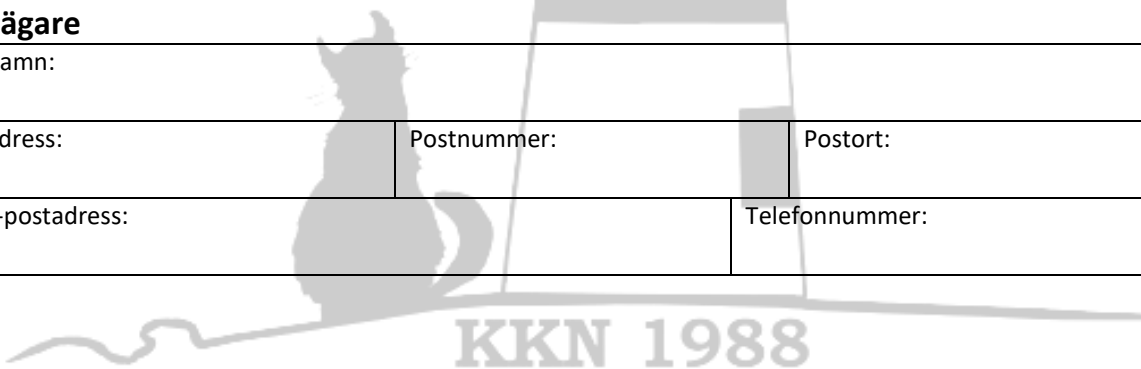 ägare
amn:
dress: Postnummer: Postort:
-postadress: Telefonnummer:
KKN 1988